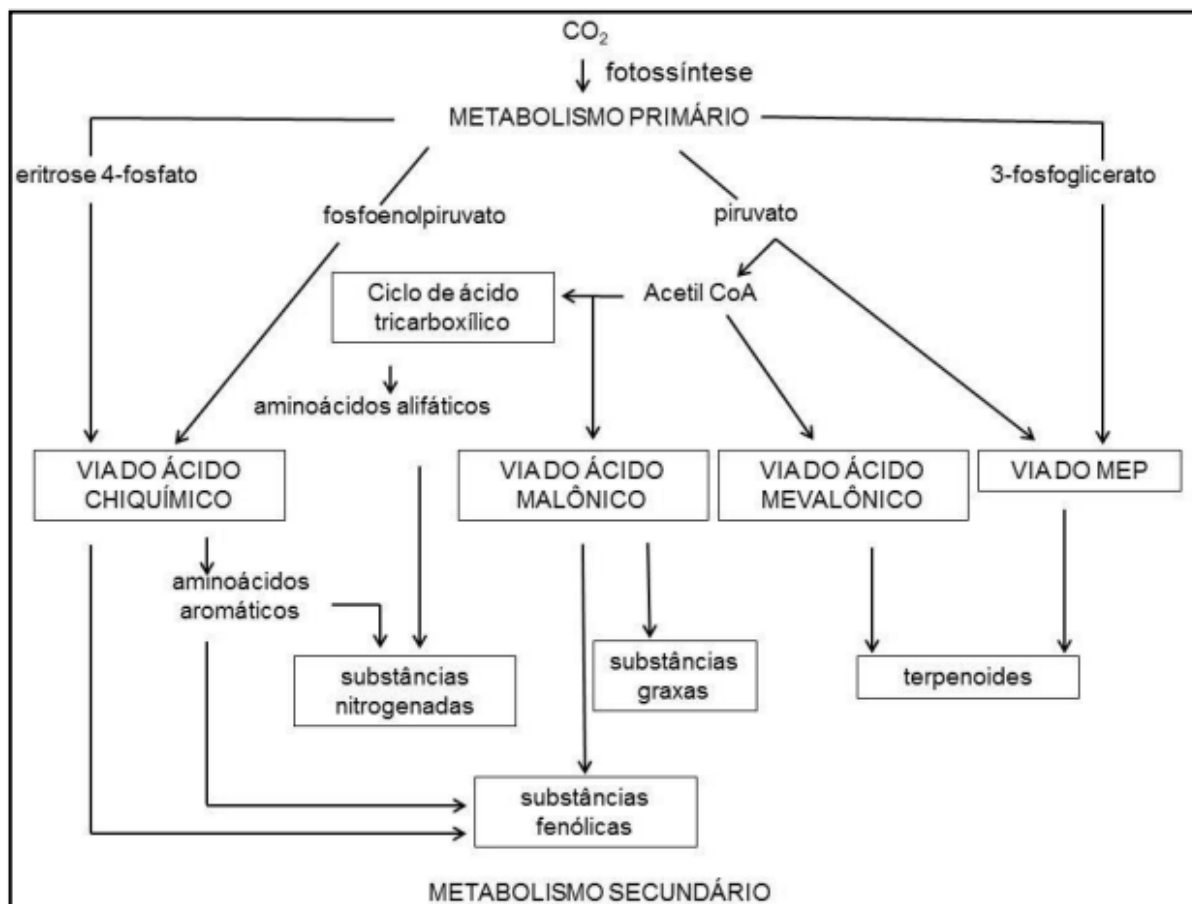 CO₂
fotossíntese
METABOLISMO PRIMÁRIO
eritrose 4-fosfato
3-fosfoglicerato
fosfoenolpiruvato
piruvato
Ciclo de ácido
tricarboxílico
Acetil CoA
aminoácidos alifáticos
VIA DO ÁCIDO
CHIQUÍMICO
VIA DO ÁCIDO
MALÔNICO
VIA DO ÁCIDO
MEVALÔNICO
VIA DO MEP
aminoácidos
aromáticos
substâncias
nitrogenadas
substâncias
graxas
terpenoides
substâncias
fenólicas
METABOLISMO SECUNDÁRIO